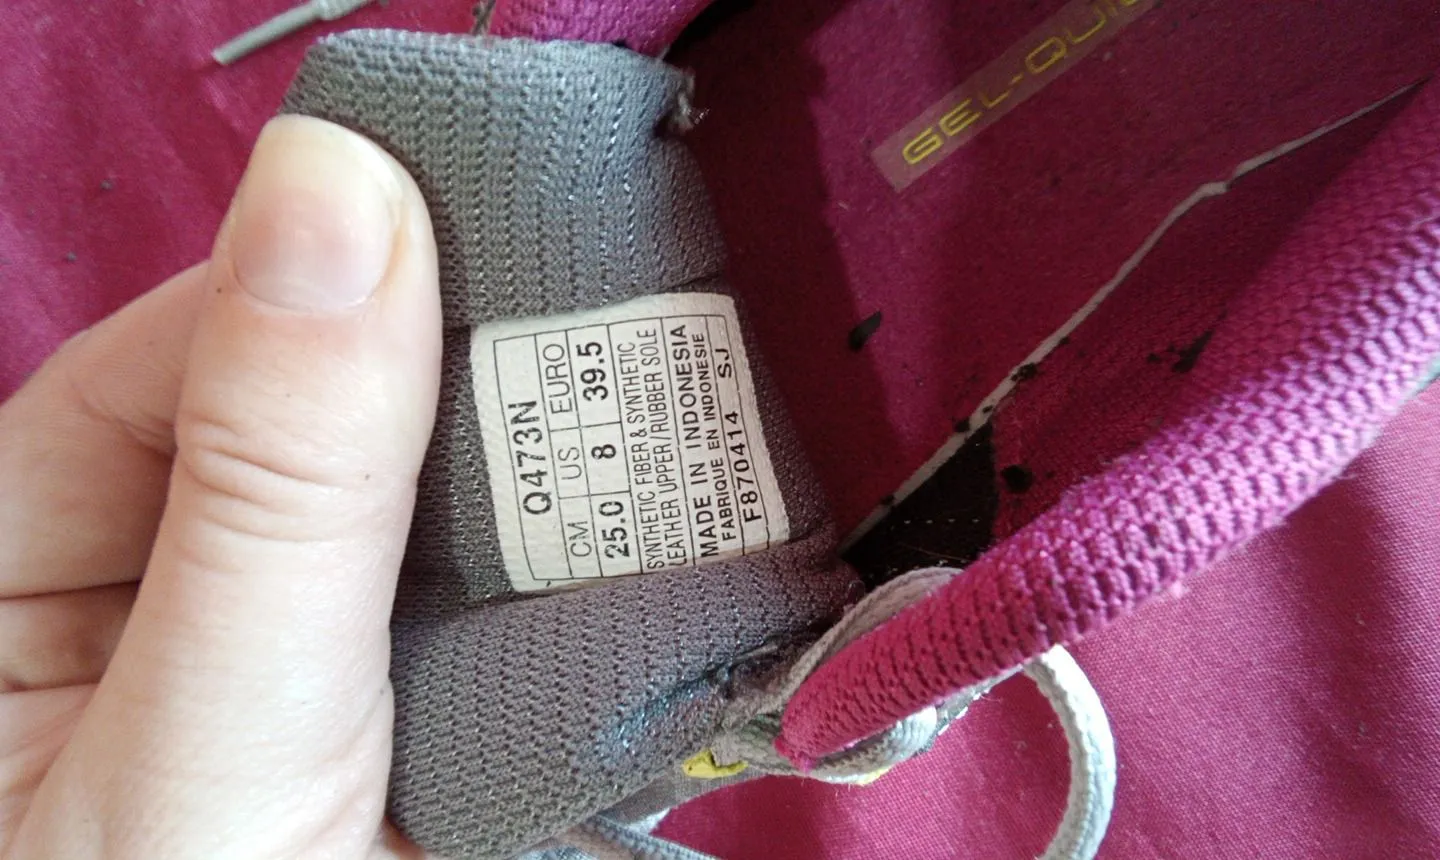 GEL-QUI
Q473N
CM US EURO
25.0 8 39.5
SYNTHETIC FIBER & SYNTHETIC
LEATHER UPPER/RUBBER SOLE
MADE IN INDONESIA
FABRIQUE EN INDONESIE
F870414 SJ